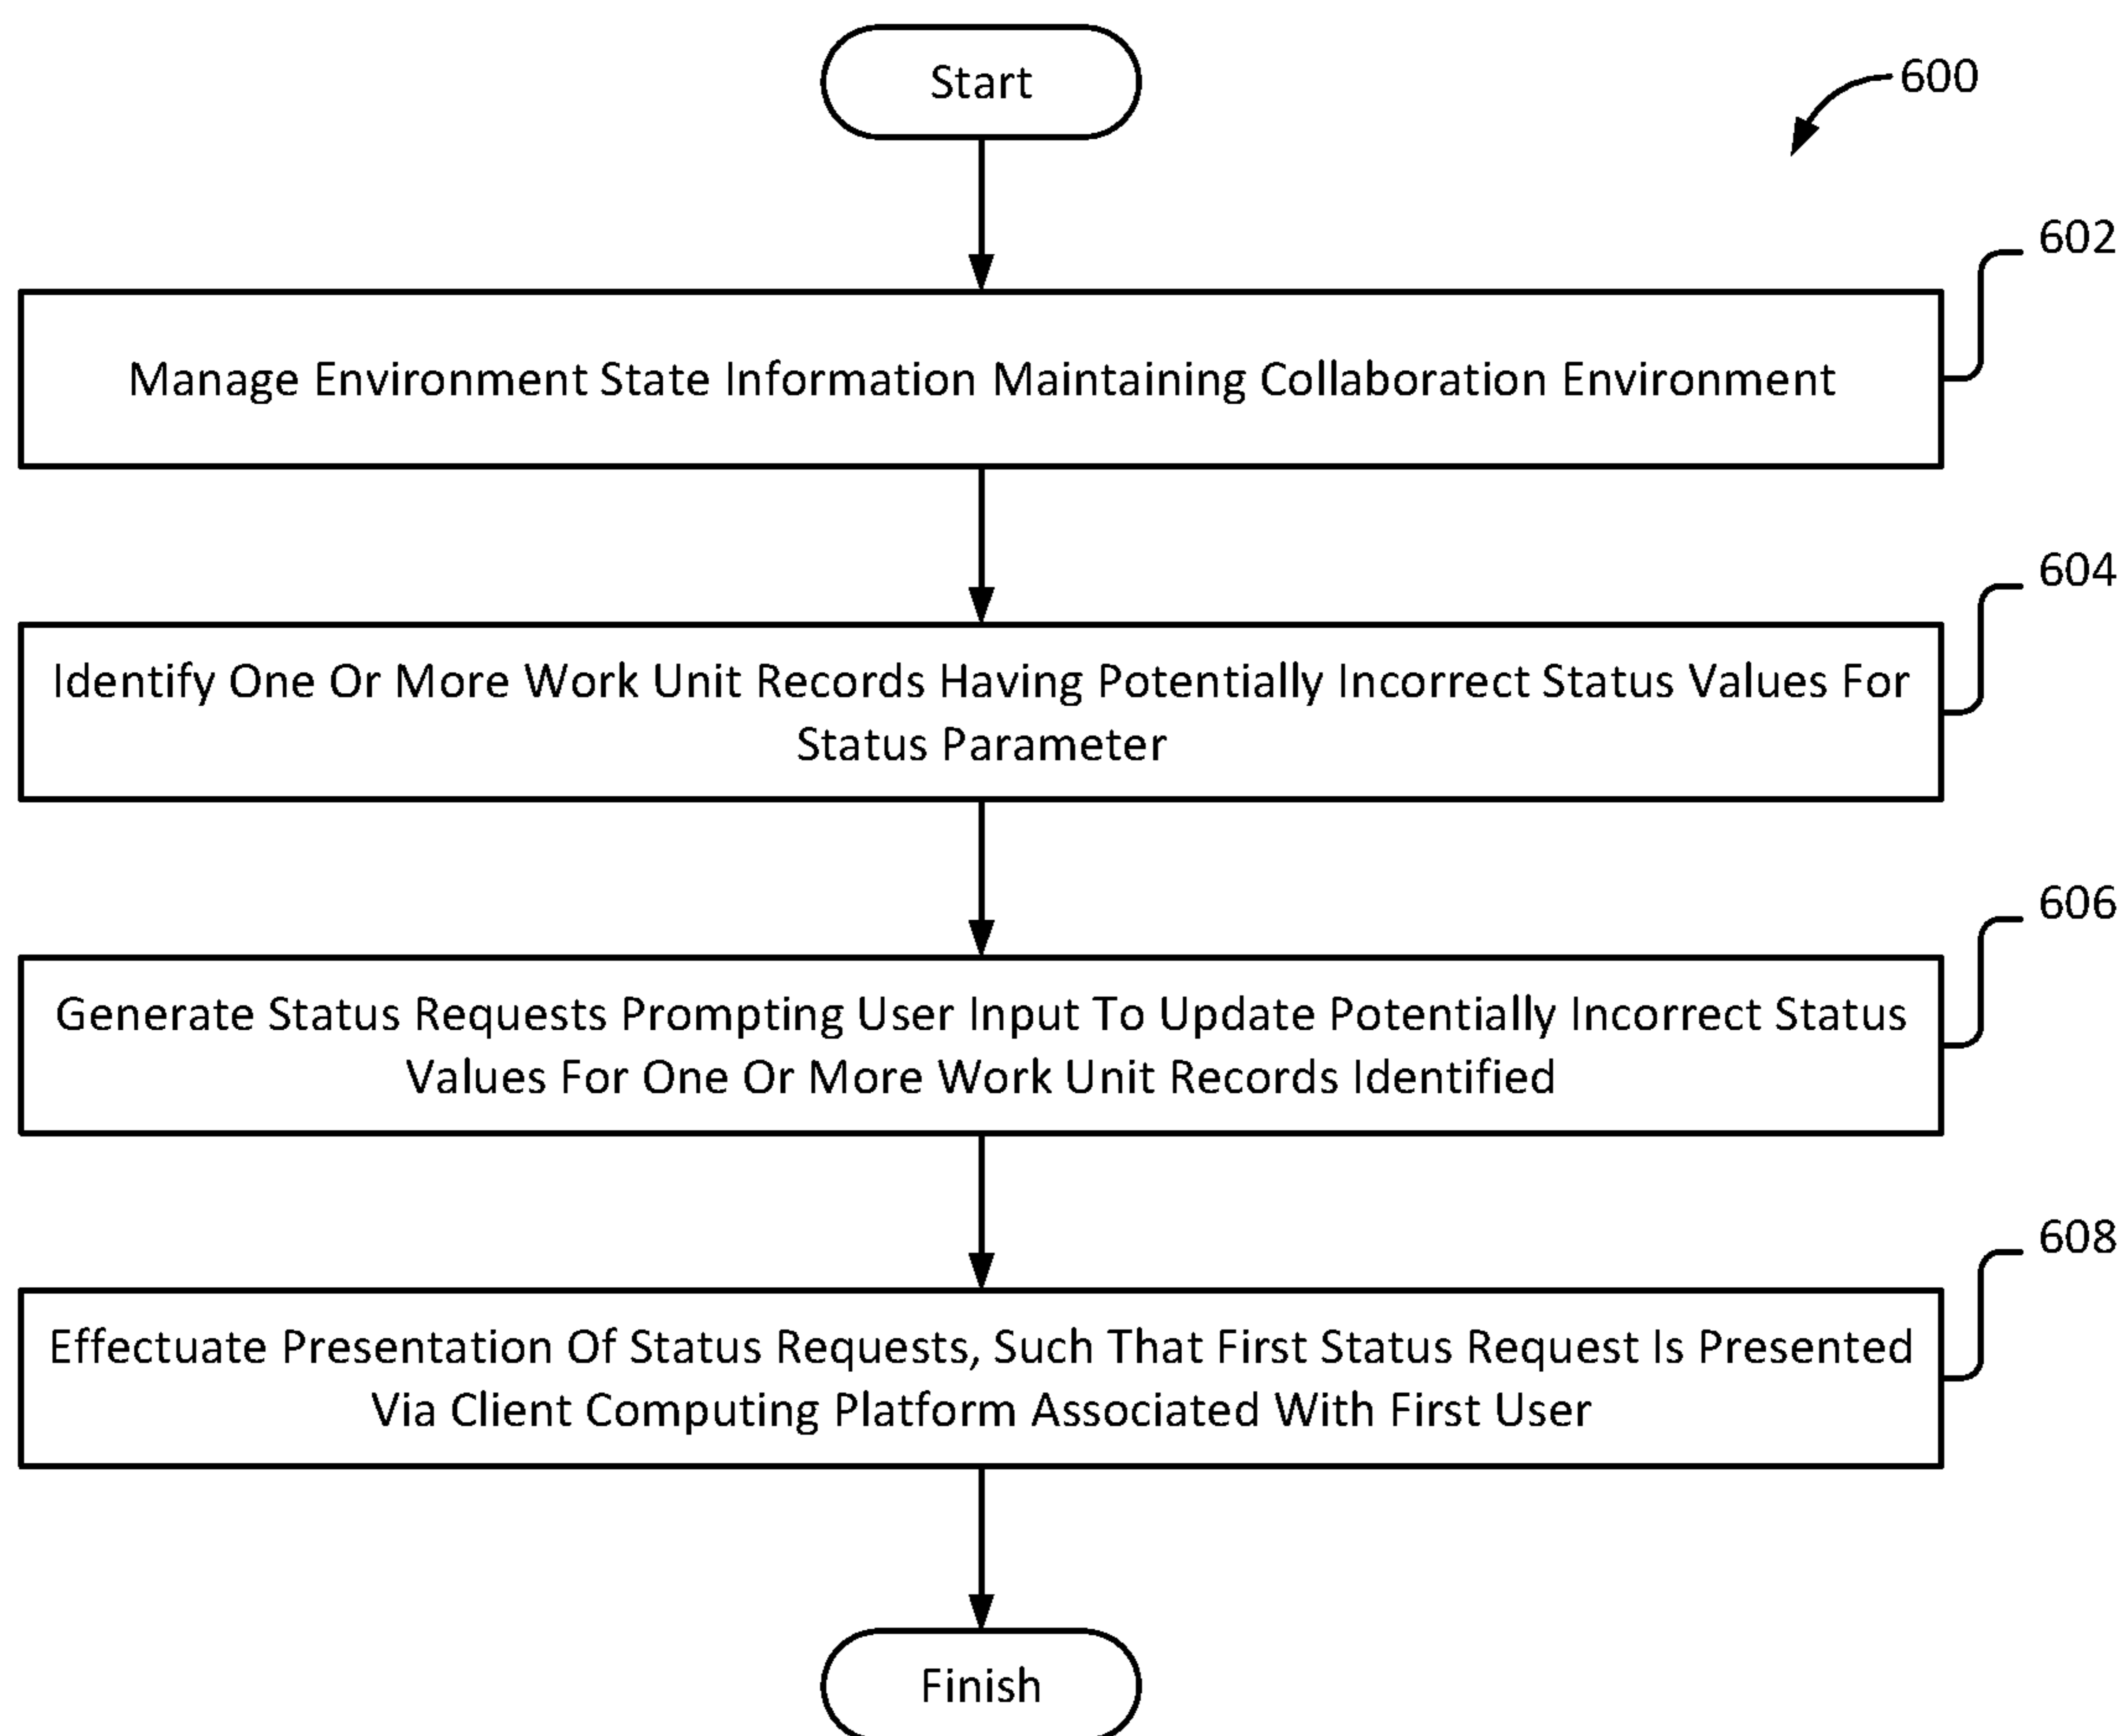 Start
600
602
Manage Environment State Information Maintaining Collaboration Environment
604
Identify One Or More Work Unit Records Having Potentially Incorrect Status Values For
Status Parameter
606
Generate Status Requests Prompting User Input To Update Potentially Incorrect Status
Values For One Or More Work Unit Records Identified
608
Effectuate Presentation Of Status Requests, Such That First Status Request Is Presented
Via Client Computing Platform Associated With First User
Finish